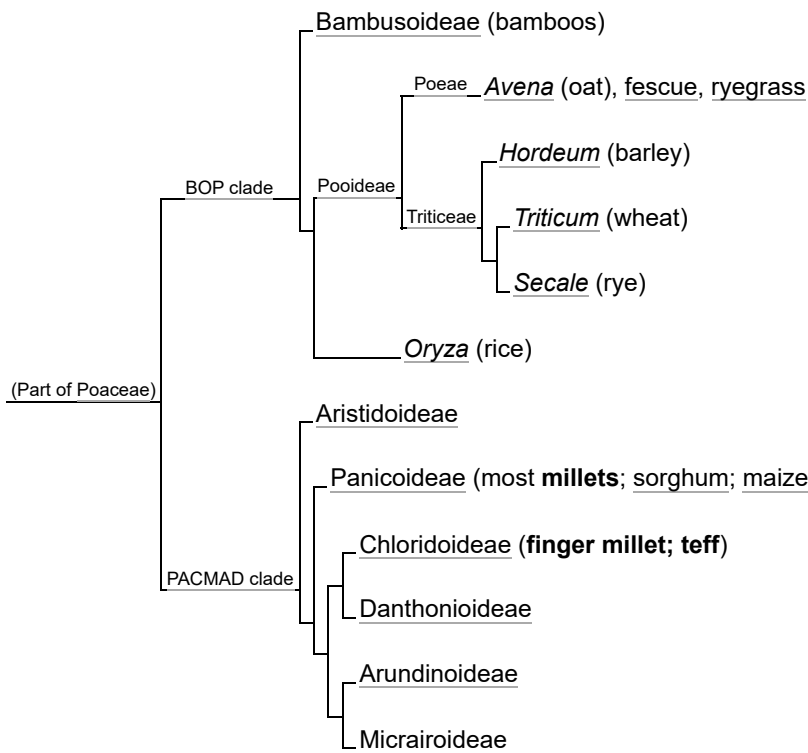 Bambusoideae (bamboos)
Poeae
Avena (oat), fescue, ryegrass
Hordeum (barley)
BOP clade
Pooideae
Triticeae
Triticum (wheat)
Secale (rye)
Oryza (rice)
(Part of Poaceae)
Aristidoideae
Panicoideae (most millets; sorghum; maize
Chloridoideae (finger millet; teff)
PACMAD clade
Danthonioideae
Arundinoideae
Micrairoideae